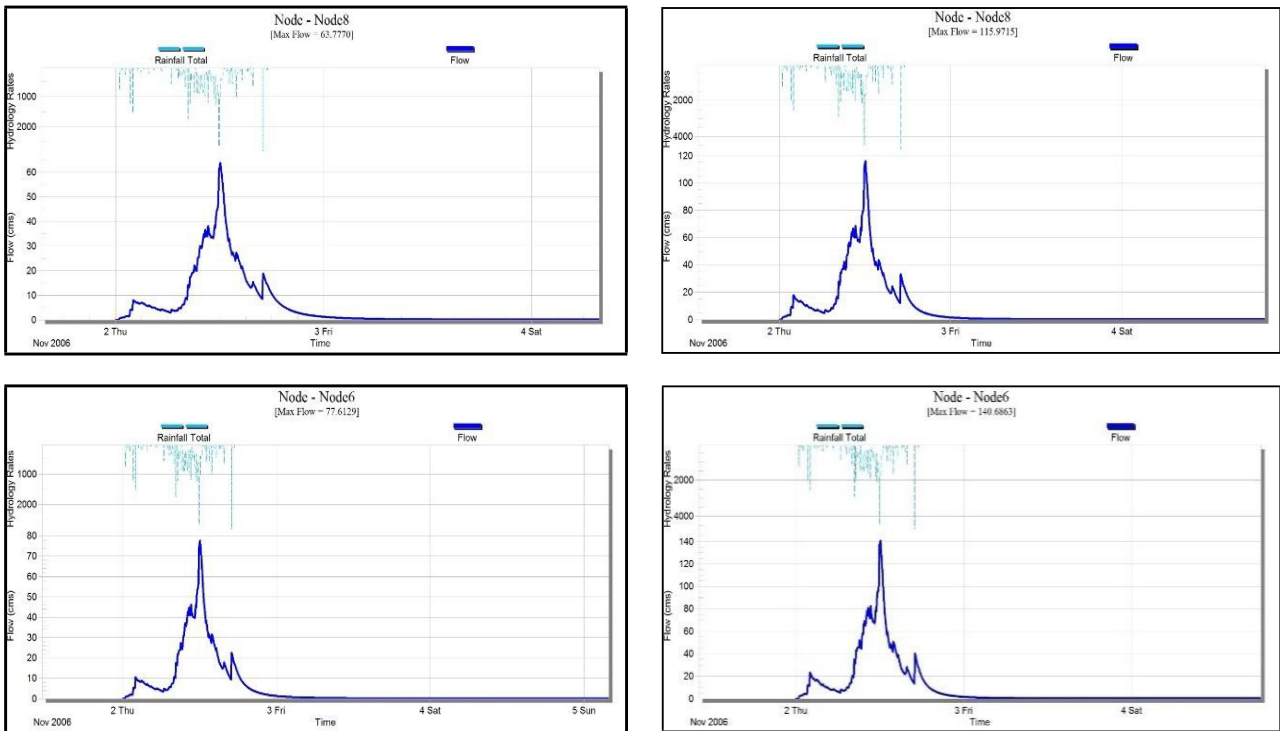 Node - Node8
[Max Flow = 63.7770]
Rainfall Total
Flow
Hydrology Rates
1000
2000
Flow (cms)
60
50
40
30
20
10
0
2 Thu
3 Fri
4 Sat
Nov 2006
Time
Node - Node8
[Max Flow = 115.9715]
Rainfall Total
Flow
Hydrology Rates
2000
4000
Flow (cms)
120
100
80
60
40
20
0
2 Thu
3 Fri
4 Sat
Nov 2006
Time
Node - Node6
[Max Flow = 77.6129]
Rainfall Total
Flow
Hydrology Rates
1000
2000
Flow (cms)
80
70
60
50
40
30
20
10
0
2 Thu
3 Fri
4 Sat
5 Sun
Nov 2006
Time
Node - Node6
[Max Flow = 140.6863]
Rainfall Total
Flow
Hydrology Rates
2000
4000
Flow (cms)
140
120
100
80
60
40
20
0
2 Thu
3 Fri
4 Sat
Nov 2006
Time